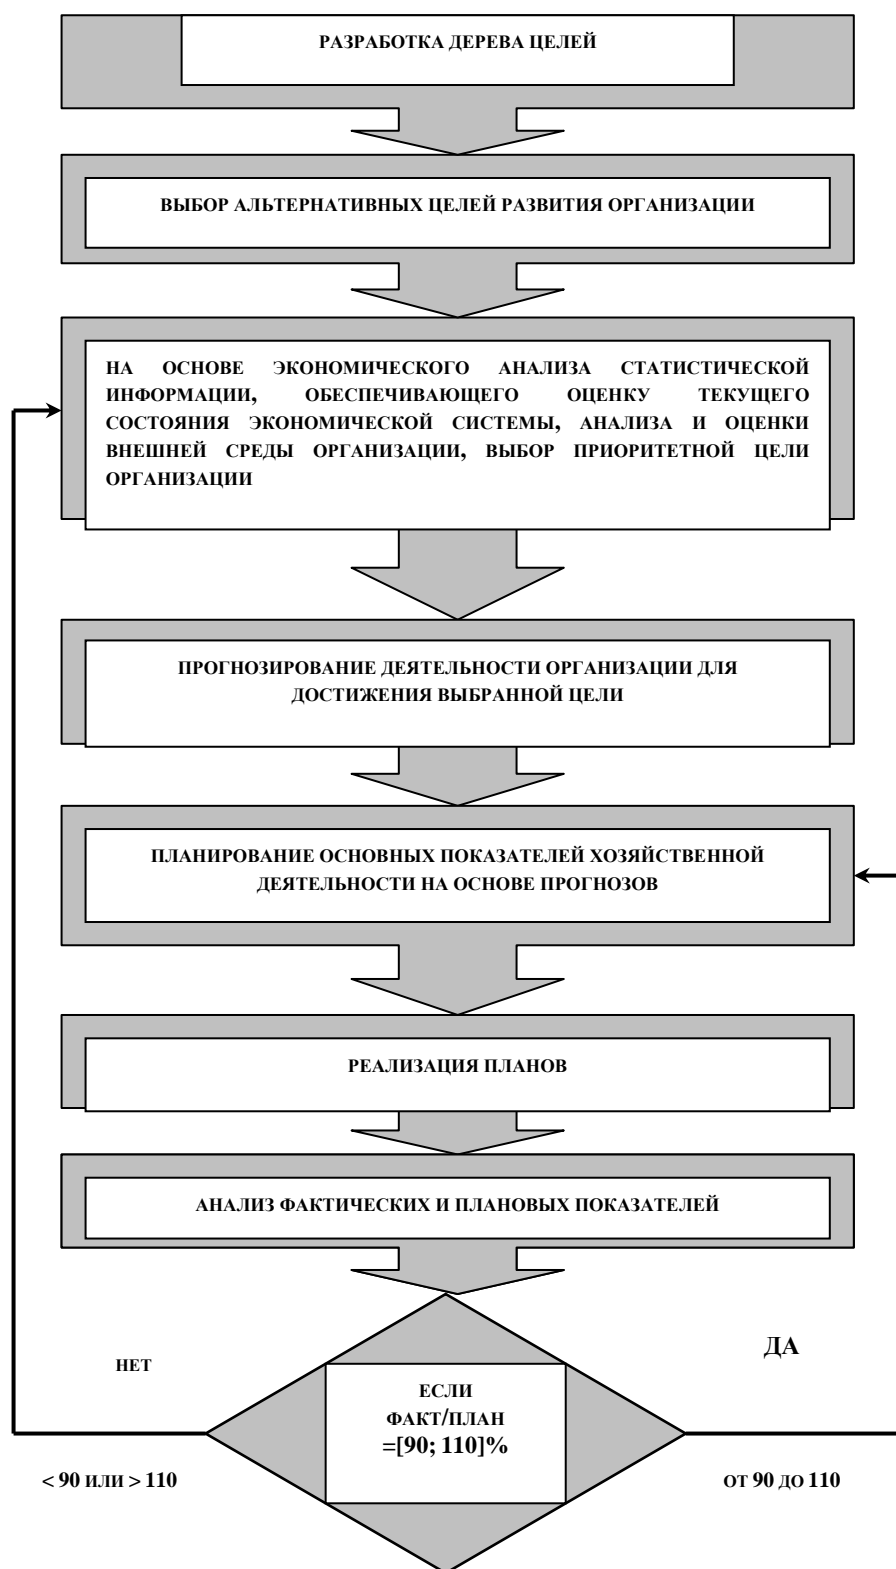 РАЗРАБОТКА ДЕРЕВА ЦЕЛЕЙ
ВЫБОР АЛЬТЕРНАТИВНЫХ ЦЕЛЕЙ РАЗВИТИЯ ОРГАНИЗАЦИИ
НА ОСНОВЕ ЭКОНОМИЧЕСКОГО АНАЛИЗА СТАТИСТИЧЕСКОЙ
ИНФОРМАЦИИ, ОБЕСПЕЧИВАЮЩЕГО ОЦЕНКУ ТЕКУЩЕГО
СОСТОЯНИЯ ЭКОНОМИЧЕСКОЙ СИСТЕМЫ, АНАЛИЗА И ОЦЕНКИ
ВНЕШНЕЙ СРЕДЫ ОРГАНИЗАЦИИ, ВЫБОР ПРИОРИТЕТНОЙ ЦЕЛИ
ОРГАНИЗАЦИИ
ПРОГНОЗИРОВАНИЕ ДЕЯТЕЛЬНОСТИ ОРГАНИЗАЦИИ ДЛЯ
ДОСТИЖЕНИЯ ВЫБРАННОЙ ЦЕЛИ
ПЛАНИРОВАНИЕ ОСНОВНЫХ ПОКАЗАТЕЛЕЙ ХОЗЯЙСТВЕННОЙ
ДЕЯТЕЛЬНОСТИ НА ОСНОВЕ ПРОГНОЗОВ
РЕАЛИЗАЦИЯ ПЛАНОВ
АНАЛИЗ ФАКТИЧЕСКИХ И ПЛАНОВЫХ ПОКАЗАТЕЛЕЙ
НЕТ
ДА
ЕСЛИ
ФАКТ/ПЛАН
=[90; 110]%
< 90 ИЛИ > 110
ОТ 90 ДО 110